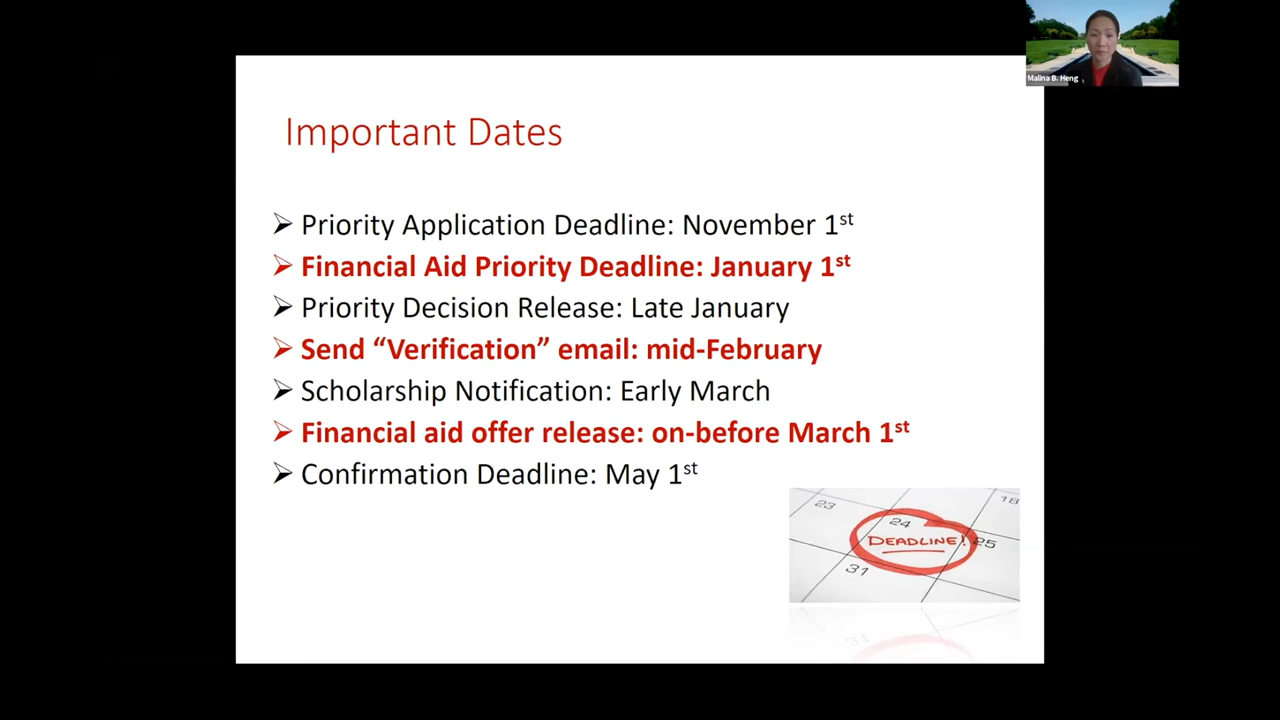 Malina B. Heng
Important Dates
Priority Application Deadline: November 1st
Financial Aid Priority Deadline: January 1st
Priority Decision Release: Late January
Send “Verification” email: mid-February
Scholarship Notification: Early March
Financial aid offer release: on-before March 1st
Confirmation Deadline: May 1st
18
23
24
DEADLINE! 25
31
31